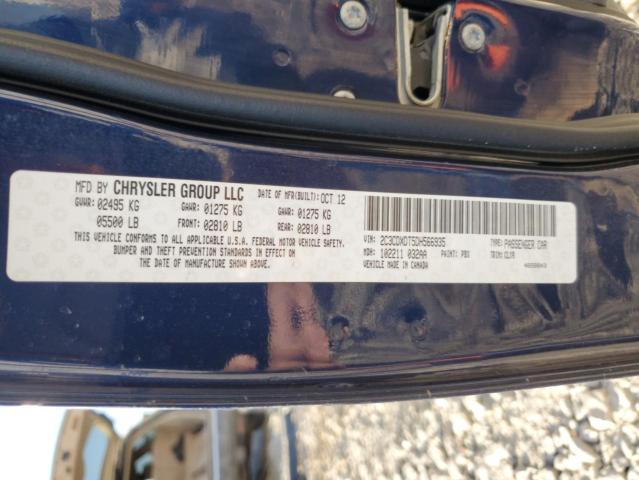 MFD BY CHRYSLER GROUP LLC DATE OF MFR(BUILT): OCT 12
GVWR: 02495 KG GAWR: 01275 KG GAWR: 01275 KG
05500 LB FRONT: 02810 LB REAR: 02810 LB
THIS VEHICLE CONFORMS TO ALL APPLICABLE U.S.A. FEDERAL MOTOR VEHICLE SAFETY,
BUMPER AND THEFT PREVENTION STANDARDS IN EFFECT ON
THE DATE OF MANUFACTURE SHOWN ABOVE.
VIN: 2C3CDXDT5DH566935 TYPE: PASSENGER CAR
MDH: 102211 032AA PAINT: PBX TRIM:
VEHICLE MADE IN CANADA